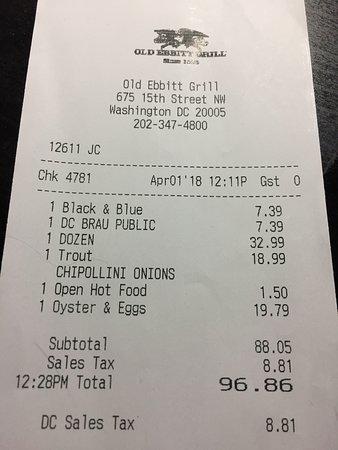 OLD EBBITT GRILL
Since 1856
Old Ebbitt Grill
675 15th Street NW
Washington DC 20005
202-347-4800
12611 JC
Chk 4781 Apr01'18 12:11P Gst 0
1 Black & Blue 7.39
1 DC BRAU PUBLIC 7.39
1 DOZEN 32.99
1 Trout 18.99
CHIPOLLINI ONIONS
1 Open Hot Food 1.50
1 Oyster & Eggs 19.79
Subtotal 88.05
Sales Tax 8.81
12:28PM Total 96.86
DC Sales Tax 8.81